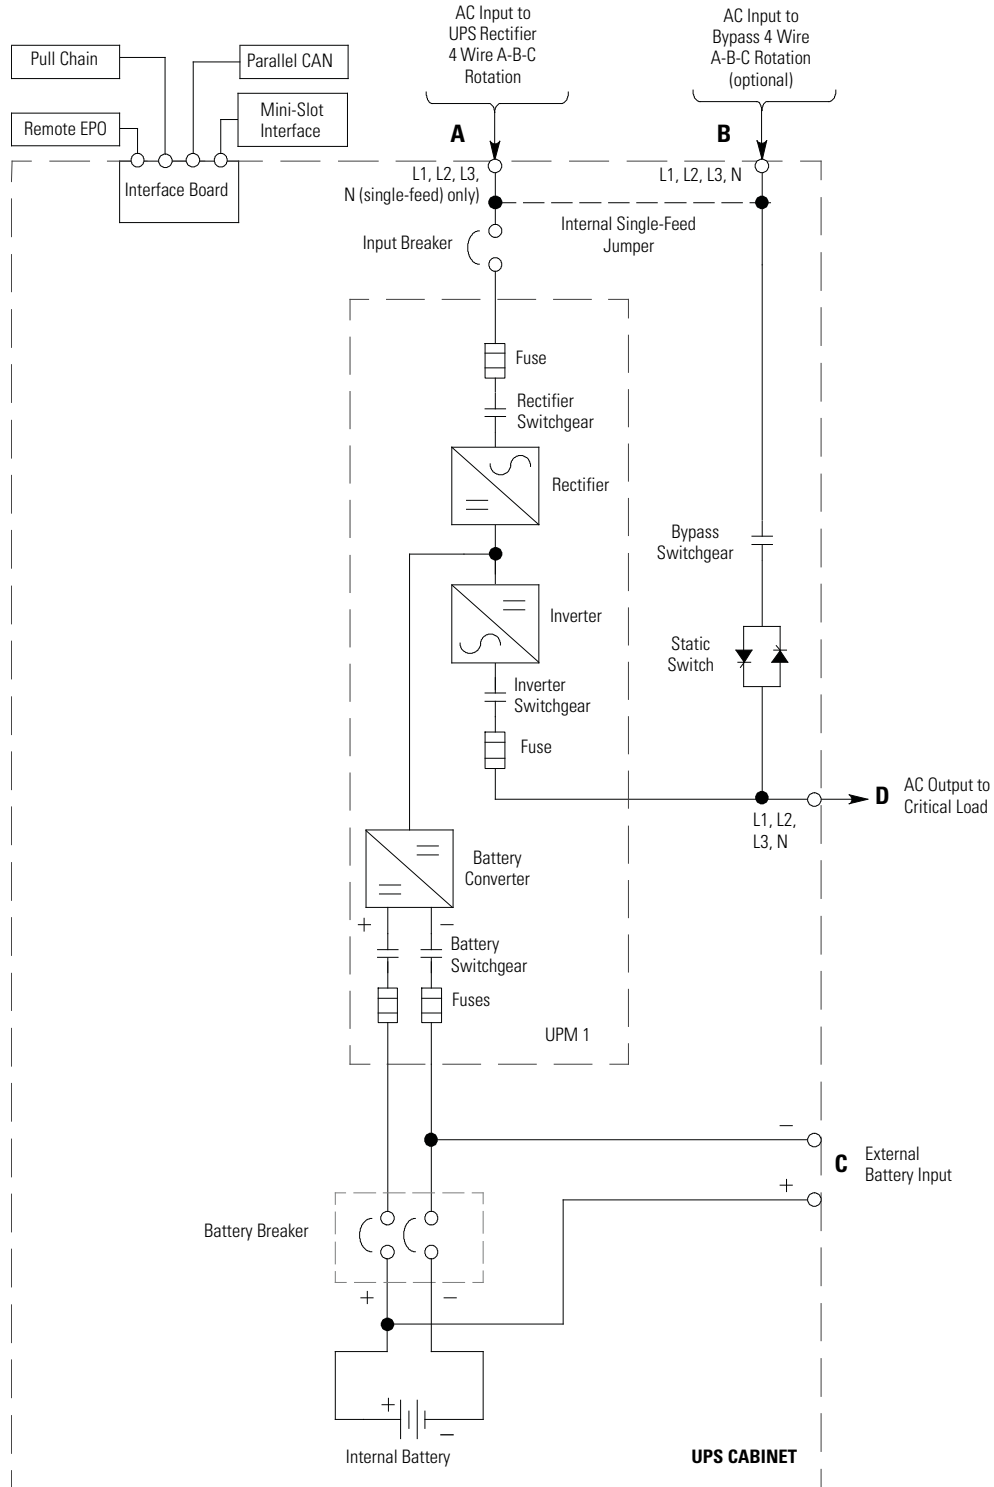 AC Input to
UPS Rectifier
4 Wire A-B-C
Rotation
AC Input to
Bypass 4 Wire
A-B-C Rotation
(optional)
Pull Chain
Parallel CAN
Remote EPO
Mini-Slot
Interface
Interface Board
A
B
L1, L2, L3,
N (single-feed) only)
L1, L2, L3, N
Internal Single-Feed
Jumper
Input Breaker
Fuse
Rectifier
Switchgear
Rectifier
Bypass
Switchgear
Inverter
Static
Switch
Inverter
Switchgear
Fuse
D
AC Output to
Critical Load
L1, L2,
L3, N
Battery
Converter
+
−
Battery
Switchgear
Fuses
UPM 1
−
C
External
Battery Input
+
Battery Breaker
+
−
+
−
Internal Battery
UPS CABINET